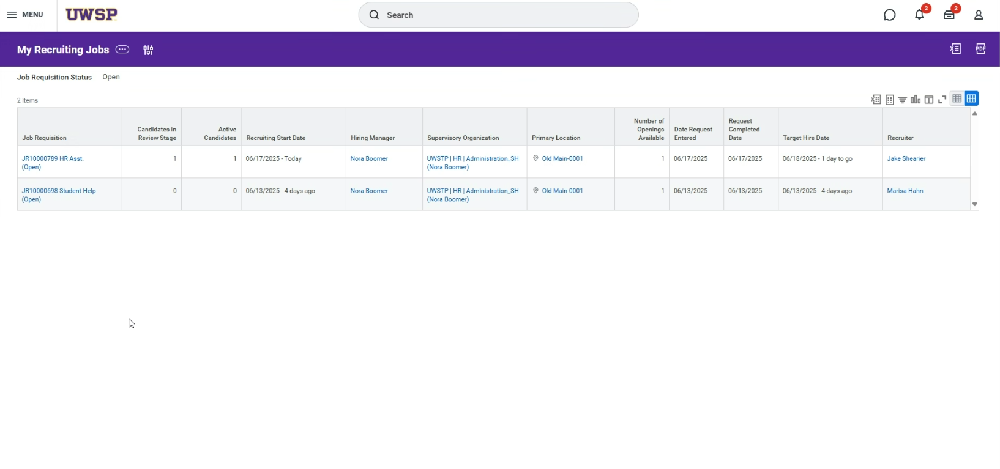 MENU
UWSP
Search
2
2
My Recruiting Jobs
PDF
Job Requisition Status Open
2 items
Job Requisition
Candidates in
Review Stage
Active
Candidates
Recruiting Start Date
Hiring Manager
Supervisory Organization
Primary Location
Number of
Openings
Available
Date Request
Entered
Request
Completed
Date
Target Hire Date
Recruiter
JR10000789 HR Asst.
(Open)
1
1
06/17/2025 - Today
Nora Boomer
UWSTP | HR | Administration_SH
(Nora Boomer)
Old Main-0001
1
06/17/2025
06/17/2025
06/18/2025 - 1 day to go
Jake Shearier
JR10000698 Student Help
(Open)
0
0
06/13/2025 - 4 days ago
Nora Boomer
UWSTP | HR | Administration_SH
(Nora Boomer)
Old Main-0001
1
06/13/2025
06/13/2025
06/13/2025 - 4 days ago
Marisa Hahn